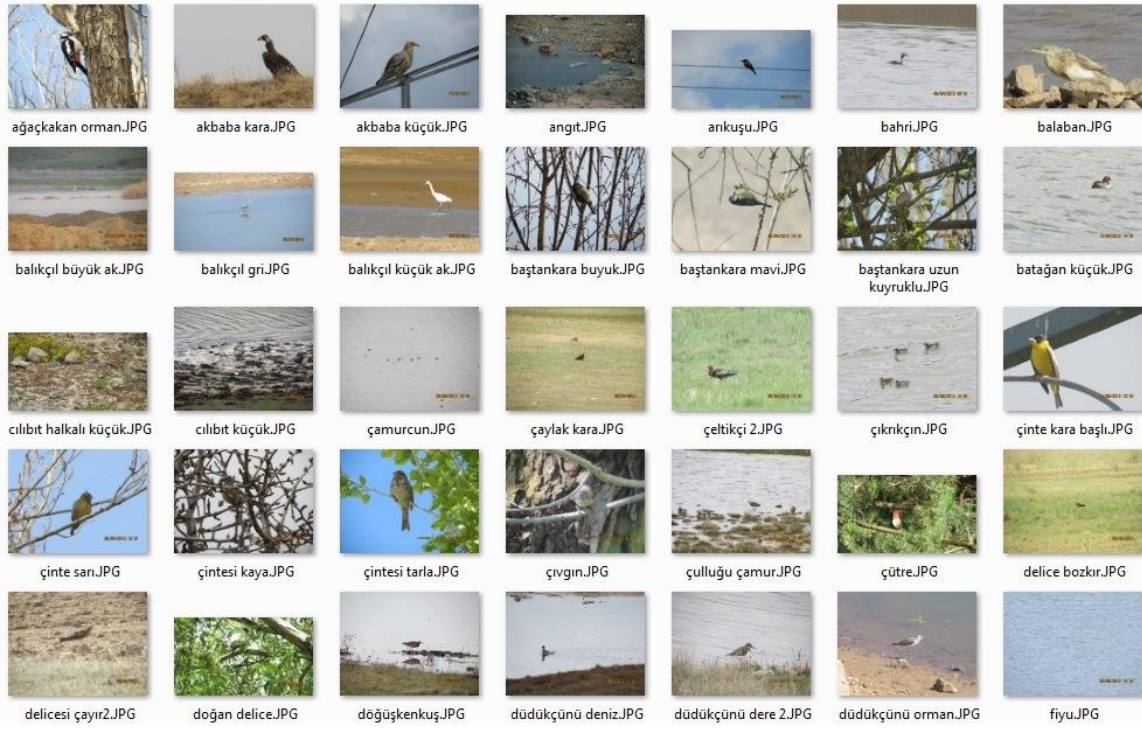 ağaçkakan orman.JPG
akbaba kara.JPG
akbaba küçük.JPG
angıt.JPG
arıkuşu.JPG
bahri.JPG
balaban.JPG
balıkçıl büyük ak.JPG
balıkçıl gri.JPG
balıkçıl küçük ak.JPG
baştankara buyuk.JPG
baştankara mavi.JPG
baştankara uzun
kuyruklu.JPG
batağan küçük.JPG
cılıbıt halkalı küçük.JPG
cılıbıt küçük.JPG
çamurcun.JPG
çaylak kara.JPG
çeltikçi 2.JPG
çıkrıkçın.JPG
çinte kara başlı.JPG
çinte sarı.JPG
çintesi kaya.JPG
çintesi tarla.JPG
çıvgın.JPG
çulluğu çamur.JPG
çütre.JPG
delice bozkır.JPG
delicesi çayır2.JPG
doğan delice.JPG
döğüşkenkuş.JPG
düdükçünü deniz.JPG
düdükçünü dere 2.JPG
düdükçünü orman.JPG
fiyu.JPG